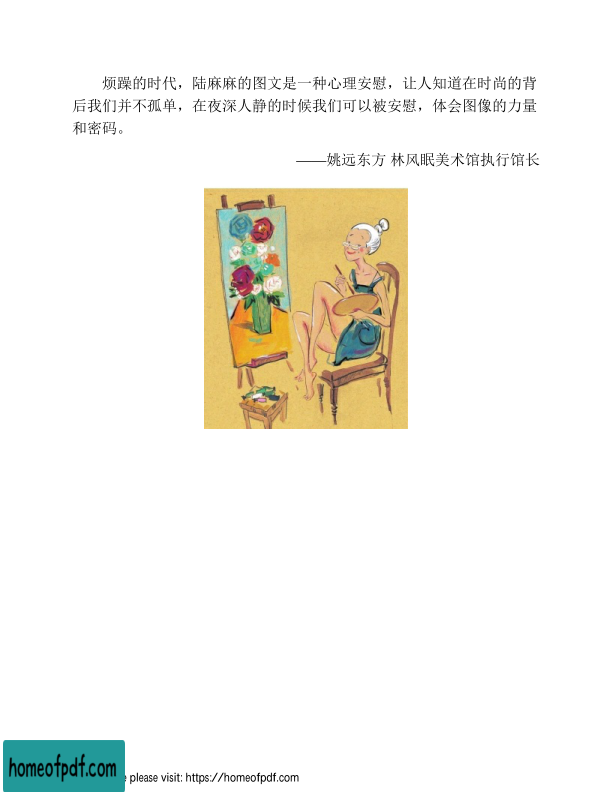 烦躁的时代，陆麻麻的图文是一种心理安慰，让人知道在时尚的背
后我们并不孤单，在夜深人静的时候我们可以被安慰，体会图像的力量
和密码。
——姚远东方 林风眠美术馆执行馆长
homeofpdf.com
e please visit: https://homeofpdf.com